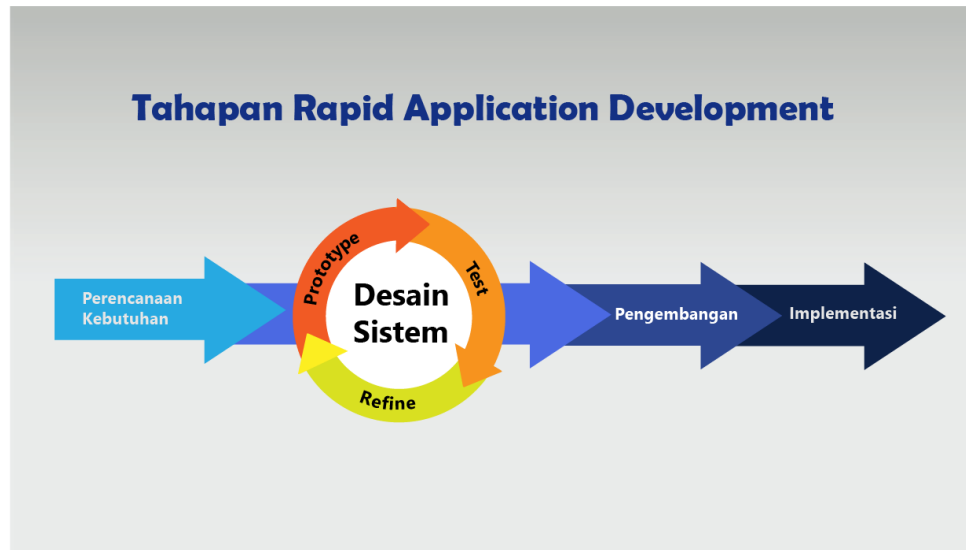 Tahapan Rapid Application Development
Perencanaan
Kebutuhan
Prototype
Test
Refine
Desain
Sistem
Pengembangan
Implementasi